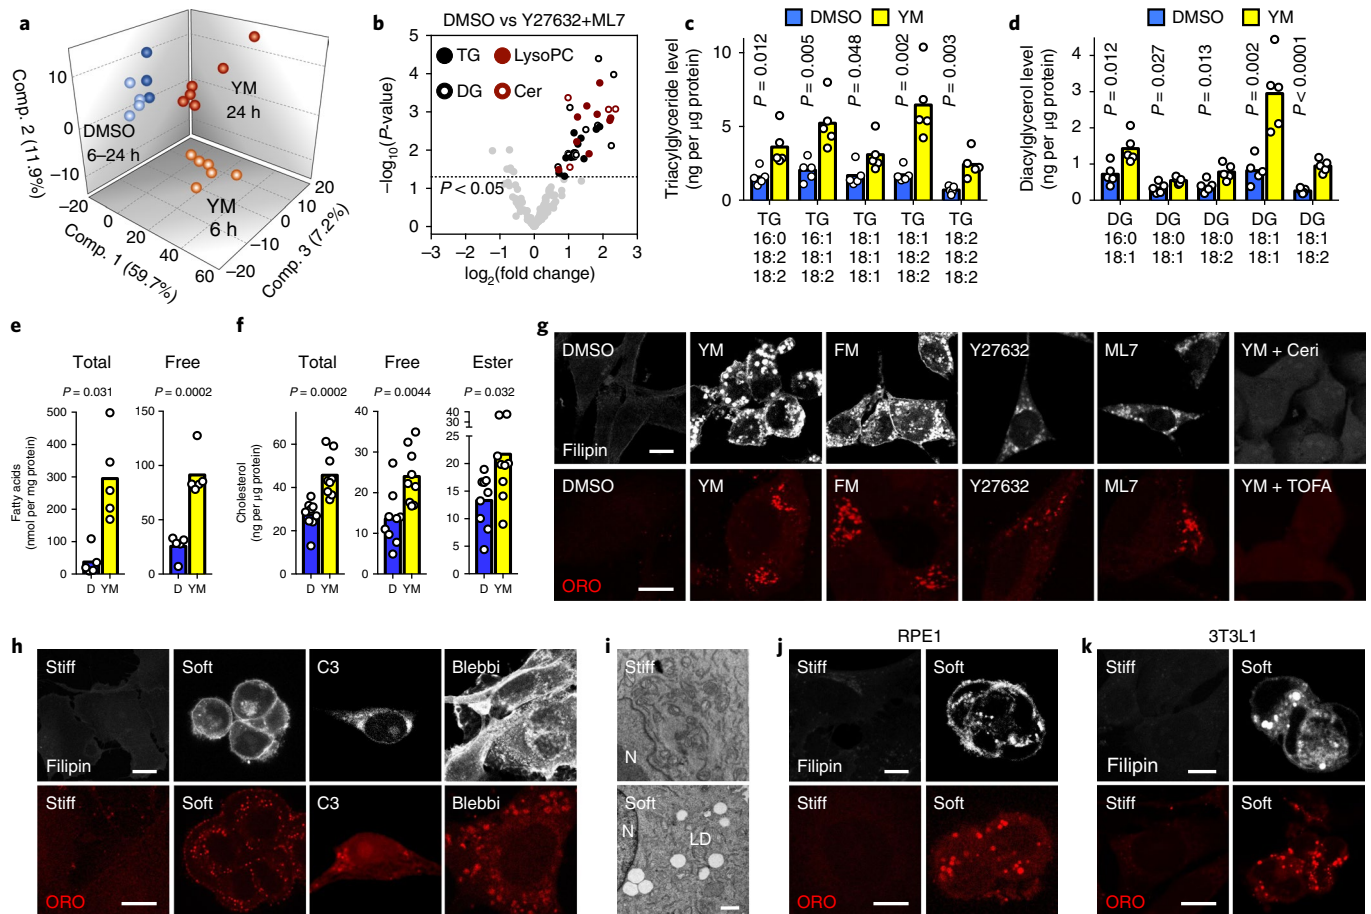 a
Comp. 2 (11.9%)
10
0
−10
YM
24 h
DMSO
6–24 h
YM
6 h
−20
0
20
40
60
Comp. 1 (59.7%)
−20
−10
0
10
20
Comp. 3 (7.2%)
b
DMSO vs Y27632+ML7
TG
LysoPC
DG
Cer
P < 0.05
−log10(P-value)
5
4
3
2
1
0
−3 −2 −1 0 1 2 3
log2(fold change)
c
DMSO YM
P = 0.012
P = 0.005
P = 0.048
P = 0.002
P = 0.003
Triacylglyceride level
(ng per µg protein)
10
5
0
TG TG TG TG TG
16:0 16:1 18:1 18:1 18:2
18:2 18:1 18:1 18:2 18:2
18:2 18:2 18:1 18:2 18:2
d
DMSO YM
P = 0.012
P = 0.027
P = 0.013
P = 0.002
P < 0.0001
Diacylglycerol level
(ng per µg protein)
4
3
2
1
0
DG DG DG DG DG
16:0 18:0 18:0 18:1 18:1
18:1 18:1 18:2 18:1 18:2
e
Total
P = 0.031
Fatty acids
(nmol per mg protein)
500
400
300
200
100
0
D YM
Free
P = 0.0002
150
100
50
0
D YM
f
Total
P = 0.0002
Cholesterol
(ng per µg protein)
60
40
20
0
D YM
Free
P = 0.0044
40
30
20
10
0
D YM
Ester
P = 0.032
40
30
25
20
15
10
5
0
D YM
g
DMSO
Filipin
YM
FM
Y27632
ML7
YM + Ceri
DMSO
ORO
YM
FM
Y27632
ML7
YM + TOFA
h
Stiff
Filipin
Soft
C3
Blebbi
Stiff
ORO
Soft
C3
Blebbi
i
Stiff
N
Soft
N
LD
j
RPE1
Stiff
Filipin
Soft
Stiff
ORO
Soft
k
3T3L1
Stiff
Filipin
Soft
Stiff
ORO
Soft